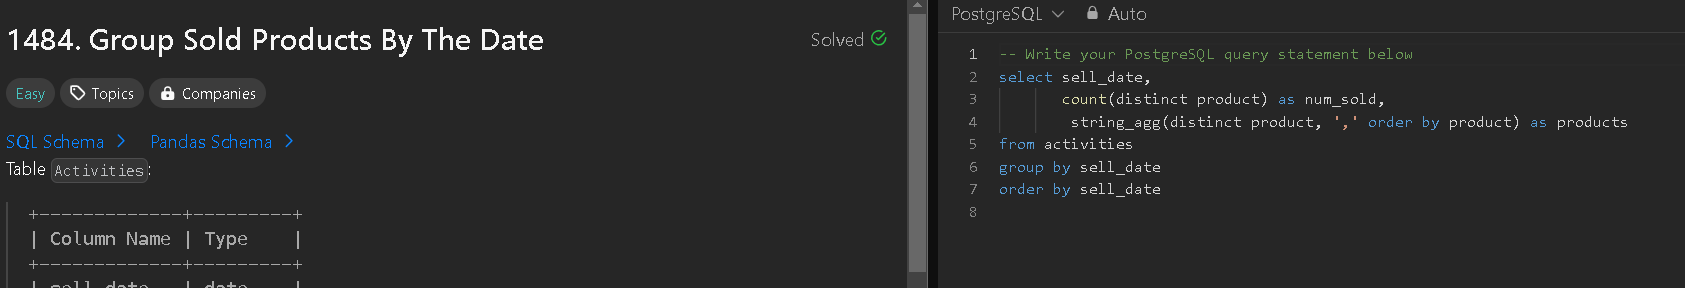 1484. Group Sold Products By The Date
Solved
Easy Topics Companies
SQL Schema Pandas Schema
Table Activities:
+-------------+---------+
| Column Name | Type    |
+-------------+---------+
| sell_date | date
PostgreSQL Auto
1 -- Write your PostgreSQL query statement below
2 select sell_date,
3 count(distinct product) as num_sold,
4 string_agg(distinct product, ',' order by product) as products
5 from activities
6 group by sell_date
7 order by sell_date
8